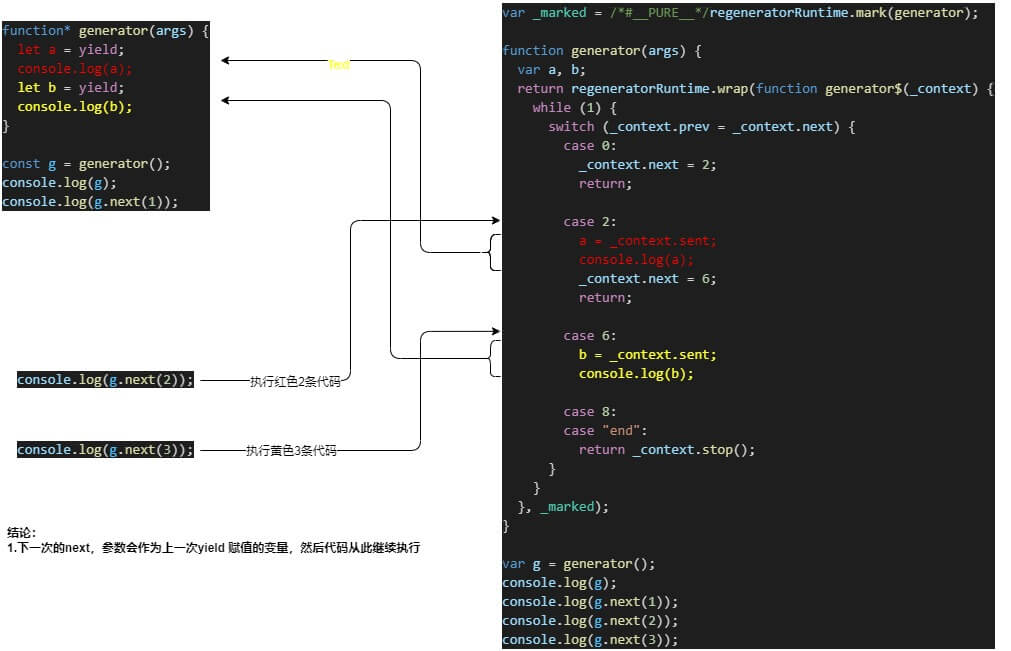 function* generator(args) {
let a = yield;
console.log(a);
let b = yield;
console.log(b);
}
const g = generator();
console.log(g);
console.log(g.next(1));
Text
console.log(g.next(2));
执行红色2条代码
console.log(g.next(3));
执行黄色3条代码
结论：
1.下一次的next，参数会作为上一次yield 赋值的变量，然后代码从此继续执行
var _marked = /*#__PURE__*/regeneratorRuntime.mark(generator);
function generator(args) {
var a, b;
return regeneratorRuntime.wrap(function generator$(_context) {
while (1) {
switch (_context.prev = _context.next) {
case 0:
_context.next = 2;
return;
case 2:
a = _context.sent;
console.log(a);
_context.next = 6;
return;
case 6:
b = _context.sent;
console.log(b);
case 8:
case "end":
return _context.stop();
}
}
}, _marked);
}
var g = generator();
console.log(g);
console.log(g.next(1));
console.log(g.next(2));
console.log(g.next(3));